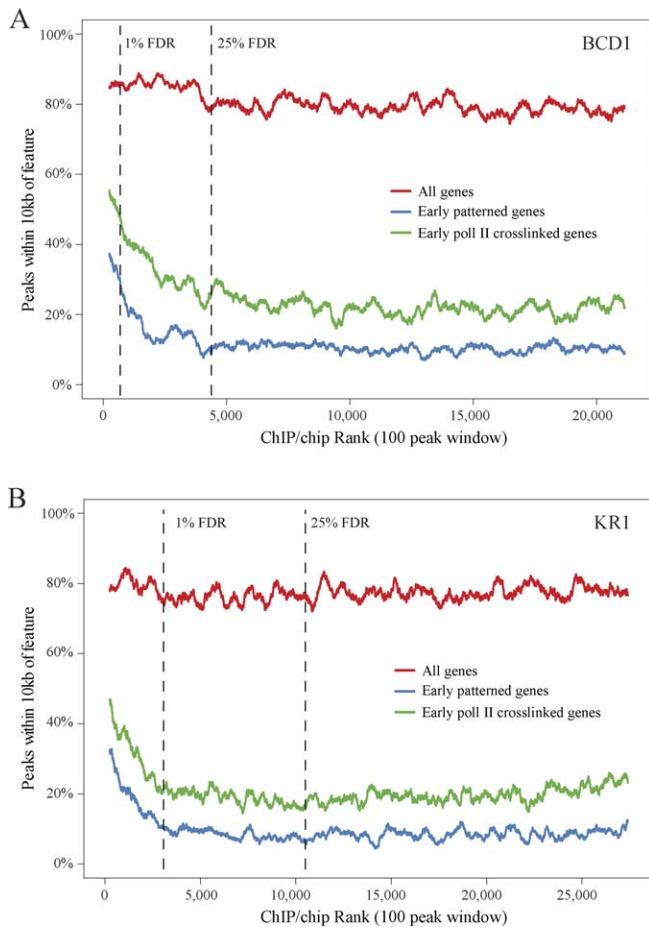 A
1% FDR
25% FDR
BCD1
100%
80%
60%
40%
20%
0%
Peaks within 10kb of feature
All genes
Early patterned genes
Early poll II crosslinked genes
0
5,000
10,000
15,000
20,000
ChIP/chip Rank (100 peak window)
B
1% FDR
25% FDR
KR1
100%
80%
60%
40%
20%
0%
Peaks within 10kb of feature
All genes
Early patterned genes
Early poll II crosslinked genes
0
5,000
10,000
15,000
20,000
25,000
ChIP/chip Rank (100 peak window)